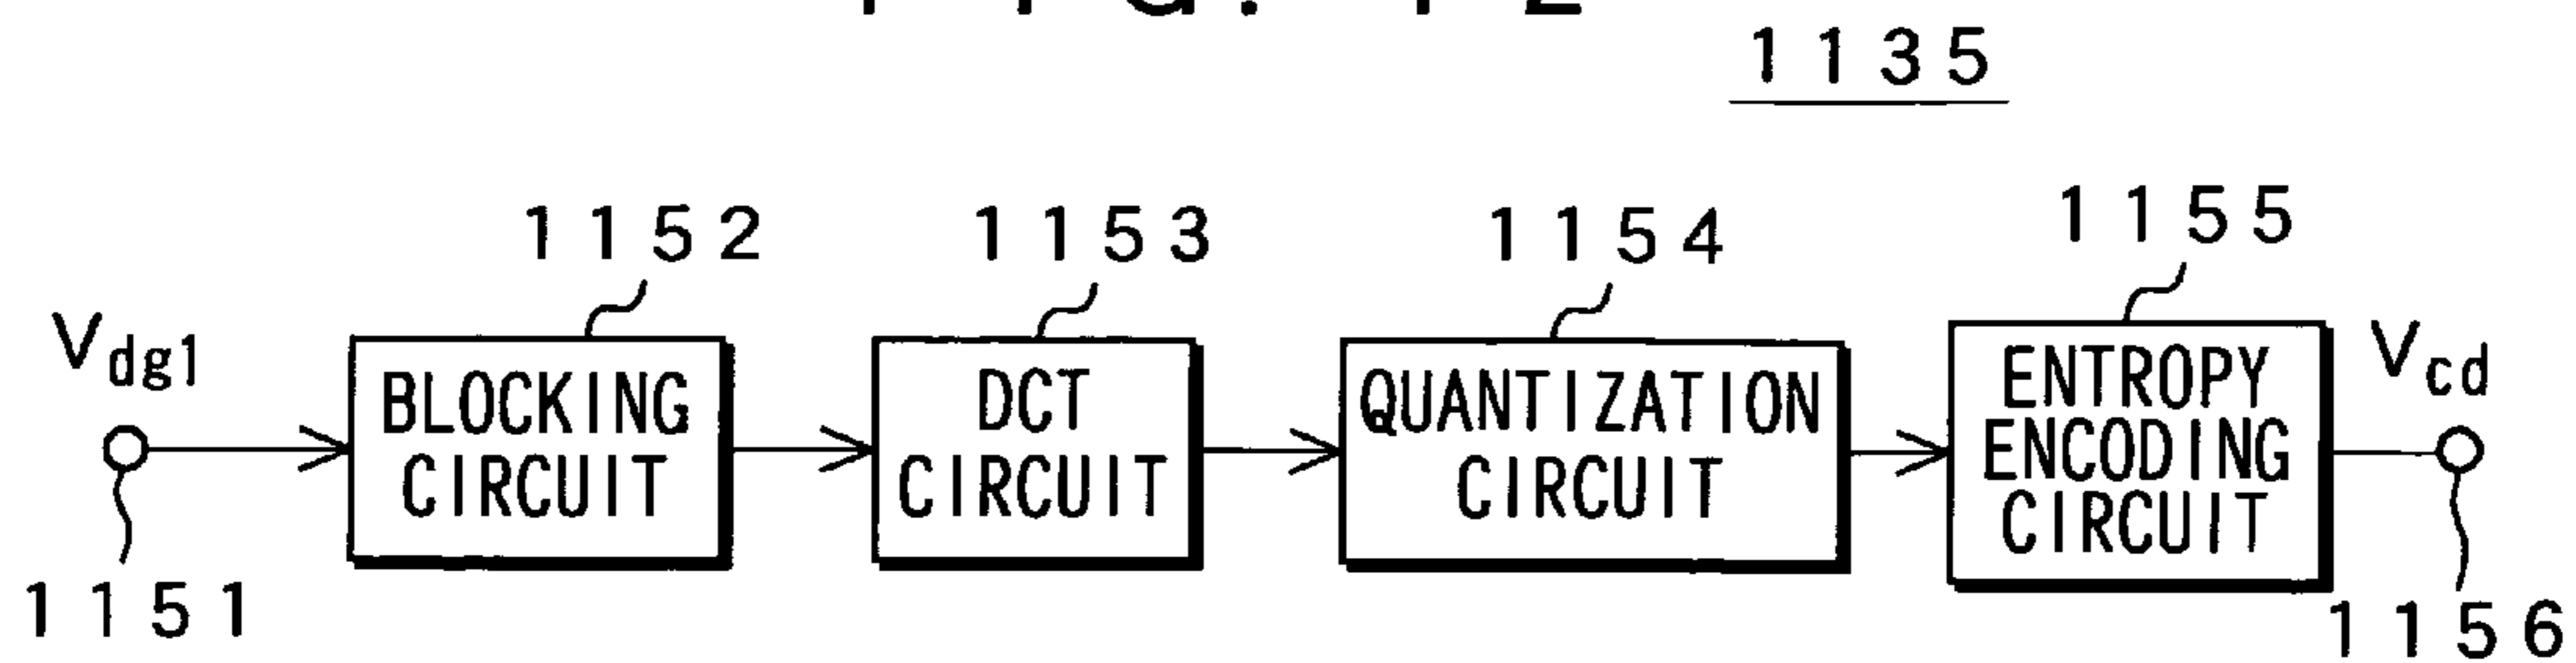 1135
1152
1153
1154
1155
Vdg1
BLOCKING
CIRCUIT
DCT
CIRCUIT
QUANTIZATION
CIRCUIT
ENTROPY
ENCODING
CIRCUIT
Vcd
1151
1156